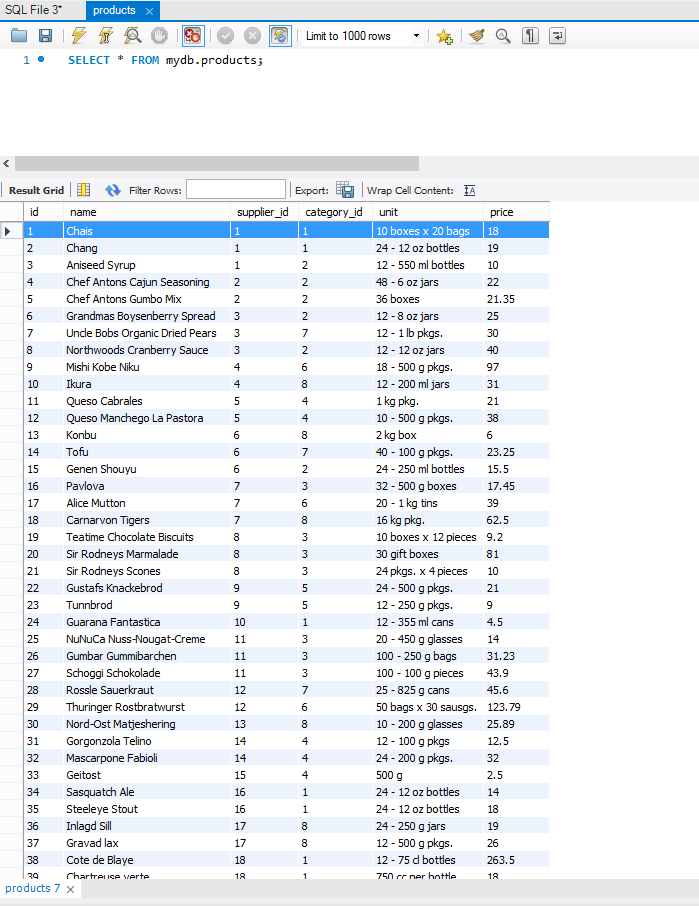 SQL File 3* products
Limit to 1000 rows
1 SELECT * FROM mydb.products;
Result Grid Filter Rows: Export: Wrap Cell Content:
id name supplier_id category_id unit price
1 Chais 1 1 10 boxes x 20 bags 18
2 Chang 1 1 24 - 12 oz bottles 19
3 Aniseed Syrup 1 2 12 - 550 ml bottles 10
4 Chef Antons Cajun Seasoning 2 2 48 - 6 oz jars 22
5 Chef Antons Gumbo Mix 2 2 36 boxes 21.35
6 Grandmas Boysenberry Spread 3 2 12 - 8 oz jars 25
7 Uncle Bobs Organic Dried Pears 3 7 12 - 1 lb pkgs. 30
8 Northwoods Cranberry Sauce 3 2 12 - 12 oz jars 40
9 Mishi Kobe Niku 4 6 18 - 500 g pkgs. 97
10 Ikura 4 8 12 - 200 ml jars 31
11 Queso Cabrales 5 4 1 kg pkg. 21
12 Queso Manchego La Pastora 5 4 10 - 500 g pkgs. 38
13 Konbu 6 8 2 kg box 6
14 Tofu 6 7 40 - 100 g pkgs. 23.25
15 Genen Shouyu 6 2 24 - 250 ml bottles 15.5
16 Pavlova 7 3 32 - 500 g boxes 17.45
17 Alice Mutton 7 6 20 - 1 kg tins 39
18 Carnarvon Tigers 7 8 16 kg pkg. 62.5
19 Teatime Chocolate Biscuits 8 3 10 boxes x 12 pieces 9.2
20 Sir Rodneys Marmalade 8 3 30 gift boxes 81
21 Sir Rodneys Scones 8 3 24 pkgs. x 4 pieces 10
22 Gustafs Knackebrod 9 5 24 - 500 g pkgs. 21
23 Tunnbrod 9 5 12 - 250 g pkgs. 9
24 Guarana Fantastica 10 1 12 - 355 ml cans 4.5
25 NuNuCa Nuss-Nougat-Creme 11 3 20 - 450 g glasses 14
26 Gumbar Gummibarchen 11 3 100 - 250 g bags 31.23
27 Schoggi Schokolade 11 3 100 - 100 g pieces 43.9
28 Rossle Sauerkraut 12 7 25 - 825 g cans 45.6
29 Thuringer Rostbratwurst 12 6 50 bags x 30 sausgs. 123.79
30 Nord-Ost Matjeshering 13 8 10 - 200 g glasses 25.89
31 Gorgonzola Telino 14 4 12 - 100 g pkgs 12.5
32 Mascarpone Fabioli 14 4 24 - 200 g pkgs. 32
33 Geitost 15 4 500 g 2.5
34 Sasquatch Ale 16 1 24 - 12 oz bottles 14
35 Steeleye Stout 16 1 24 - 12 oz bottles 18
36 Inlagd Sill 17 8 24 - 250 g jars 19
37 Gravad lax 17 8 12 - 500 g pkgs. 26
38 Cote de Blaye 18 1 12 - 75 cl bottles 263.5
39 Chartreuse verte 18 1 750 cc per bottle 18
products 7